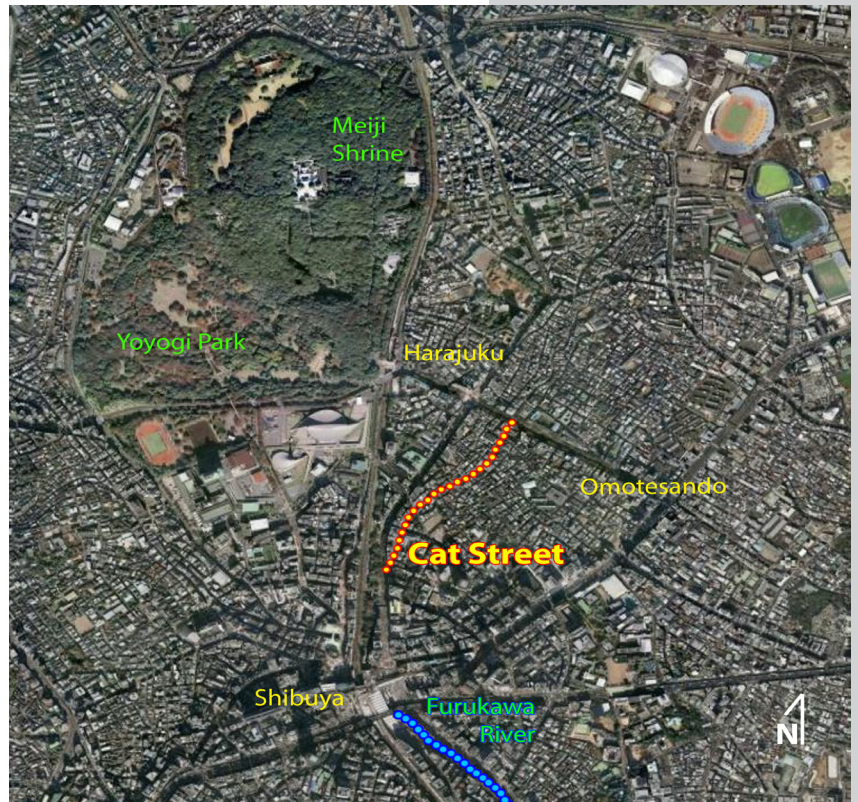 Meiji
Shrine
Yoyogi Park
Harajuku
Omotesando
Cat Street
Shibuya
Furukawa
River
N